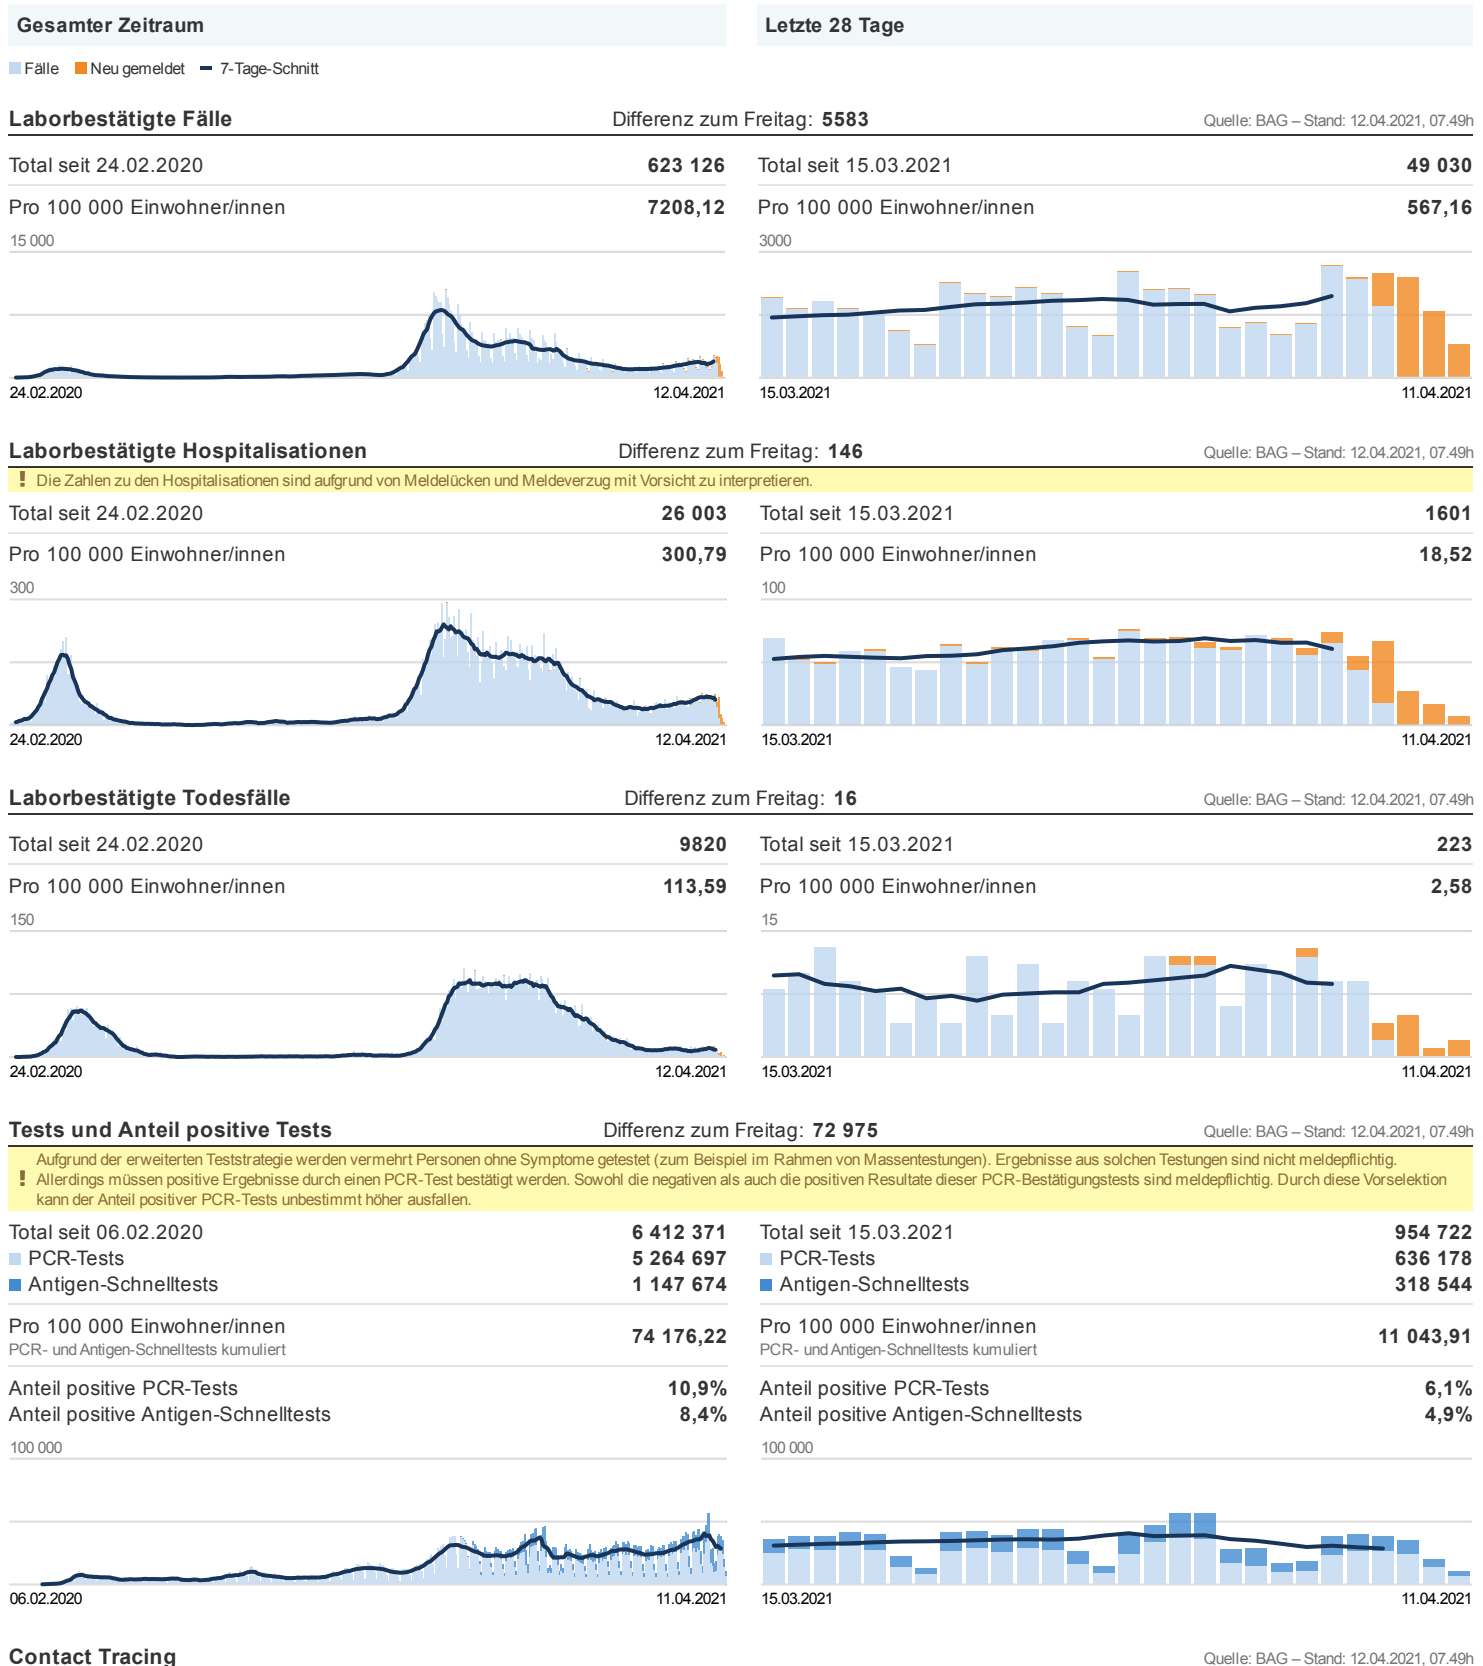 Gesamter Zeitraum
Letzte 28 Tage
Fälle Neu gemeldet 7-Tage-Schnitt
Laborbestätigte Fälle Differenz zum Freitag: 5583 Quelle: BAG – Stand: 12.04.2021, 07.49h
Total seit 24.02.2020 623 126
Pro 100 000 Einwohner/innen 7208,12
15 000
24.02.2020 12.04.2021
Total seit 15.03.2021 49 030
Pro 100 000 Einwohner/innen 567,16
3000
15.03.2021 11.04.2021
Laborbestätigte Hospitalisationen Differenz zum Freitag: 146 Quelle: BAG – Stand: 12.04.2021, 07.49h
! Die Zahlen zu den Hospitalisationen sind aufgrund von Meldelücken und Meldeverzug mit Vorsicht zu interpretieren.
Total seit 24.02.2020 26 003
Pro 100 000 Einwohner/innen 300,79
300
24.02.2020 12.04.2021
Total seit 15.03.2021 1601
Pro 100 000 Einwohner/innen 18,52
100
15.03.2021 11.04.2021
Laborbestätigte Todesfälle Differenz zum Freitag: 16 Quelle: BAG – Stand: 12.04.2021, 07.49h
Total seit 24.02.2020 9820
Pro 100 000 Einwohner/innen 113,59
150
24.02.2020 12.04.2021
Total seit 15.03.2021 223
Pro 100 000 Einwohner/innen 2,58
15
15.03.2021 11.04.2021
Tests und Anteil positive Tests Differenz zum Freitag: 72 975 Quelle: BAG – Stand: 12.04.2021, 07.49h
Aufgrund der erweiterten Teststrategie werden vermehrt Personen ohne Symptome getestet (zum Beispiel im Rahmen von Massentestungen). Ergebnisse aus solchen Testungen sind nicht meldepflichtig.
! Allerdings müssen positive Ergebnisse durch einen PCR-Test bestätigt werden. Sowohl die negativen als auch die positiven Resultate dieser PCR-Bestätigungstests sind meldepflichtig. Durch diese Vorselektion
kann der Anteil positiver PCR-Tests unbestimmt höher ausfallen.
Total seit 06.02.2020 6 412 371
PCR-Tests 5 264 697
Antigen-Schnelltests 1 147 674
Pro 100 000 Einwohner/innen 74 176,22
PCR- und Antigen-Schnelltests kumuliert
Anteil positive PCR-Tests 10,9%
Anteil positive Antigen-Schnelltests 8,4%
100 000
06.02.2020 11.04.2021
Total seit 15.03.2021 954 722
PCR-Tests 636 178
Antigen-Schnelltests 318 544
Pro 100 000 Einwohner/innen 11 043,91
PCR- und Antigen-Schnelltests kumuliert
Anteil positive PCR-Tests 6,1%
Anteil positive Antigen-Schnelltests 4,9%
100 000
15.03.2021 11.04.2021
Contact Tracing Quelle: BAG – Stand: 12.04.2021, 07.49h